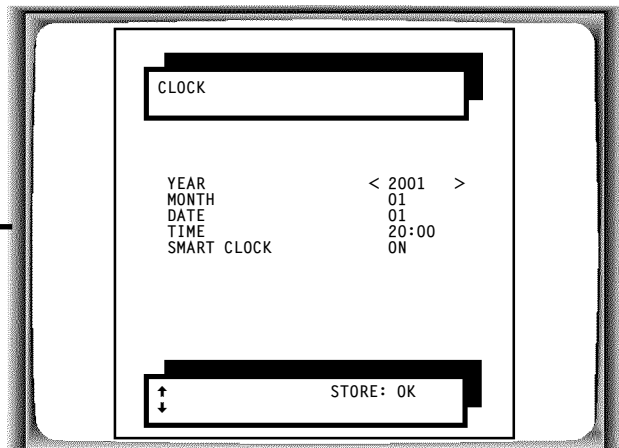 CLOCK
YEAR < 2001 >
MONTH 01
DATE 01
TIME 20:00
SMART CLOCK ON
↑ STORE: OK
↓